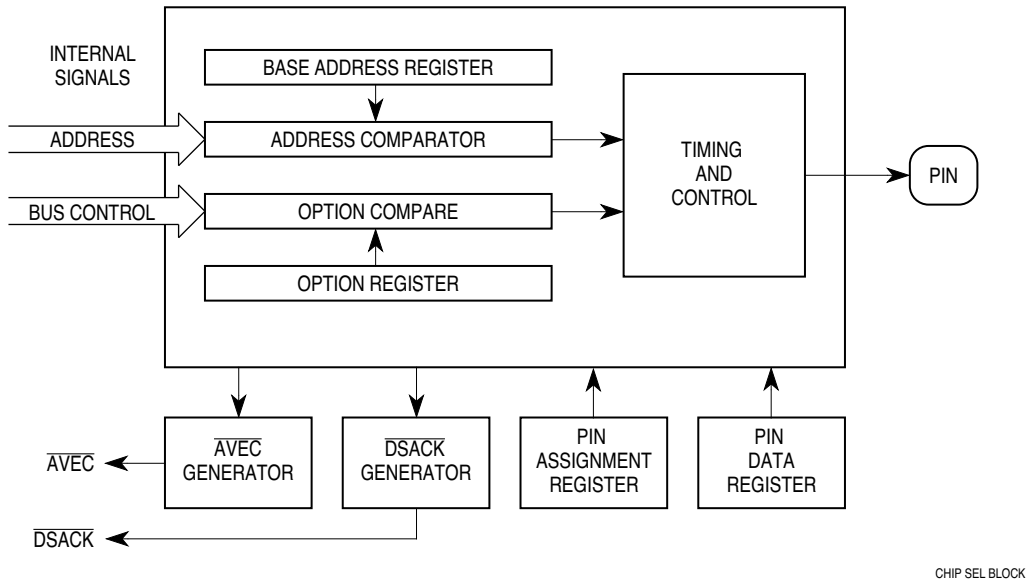 INTERNAL
SIGNALS
BASE ADDRESS REGISTER
ADDRESS
ADDRESS COMPARATOR
TIMING
AND
CONTROL
PIN
BUS CONTROL
OPTION COMPARE
OPTION REGISTER
AVEC
GENERATOR
DSACK
GENERATOR
PIN
ASSIGNMENT
REGISTER
PIN
DATA
REGISTER
AVEC
DSACK
CHIP SEL BLOCK